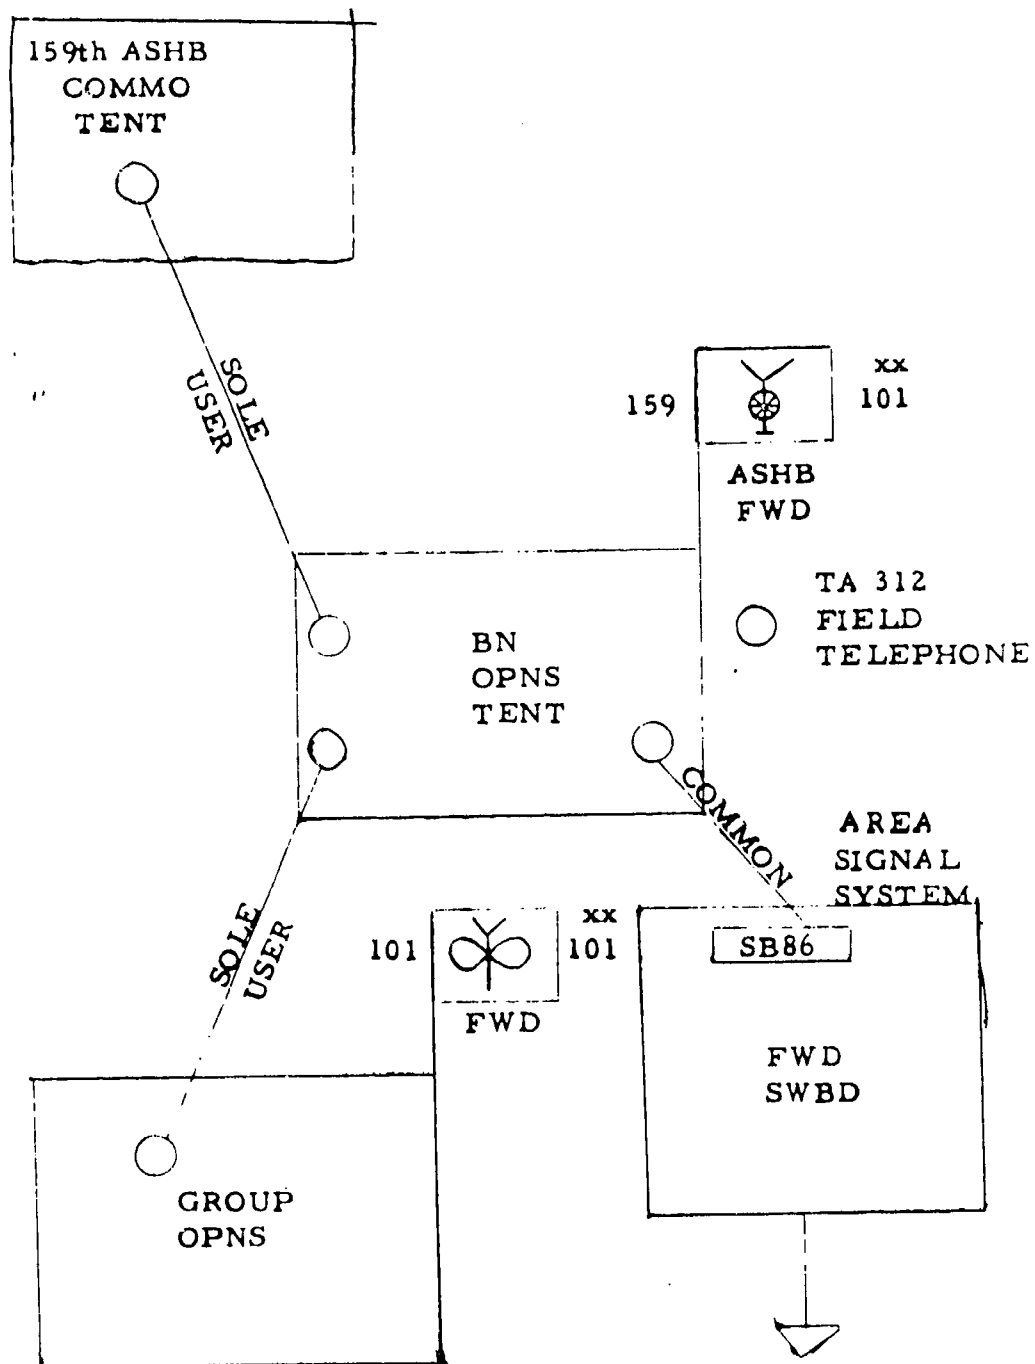 159th ASHB
COMMO
TENT
SOLE
USER
159
xx
101
ASHB
FWD
TA 312
FIELD
TELEPHONE
BN
OPNS
TENT
COMMON
AREA
SIGNAL
SYSTEM
SOLE
USER
101
xx
101
FWD
SB86
FWD
SWBD
GROUP
OPNS